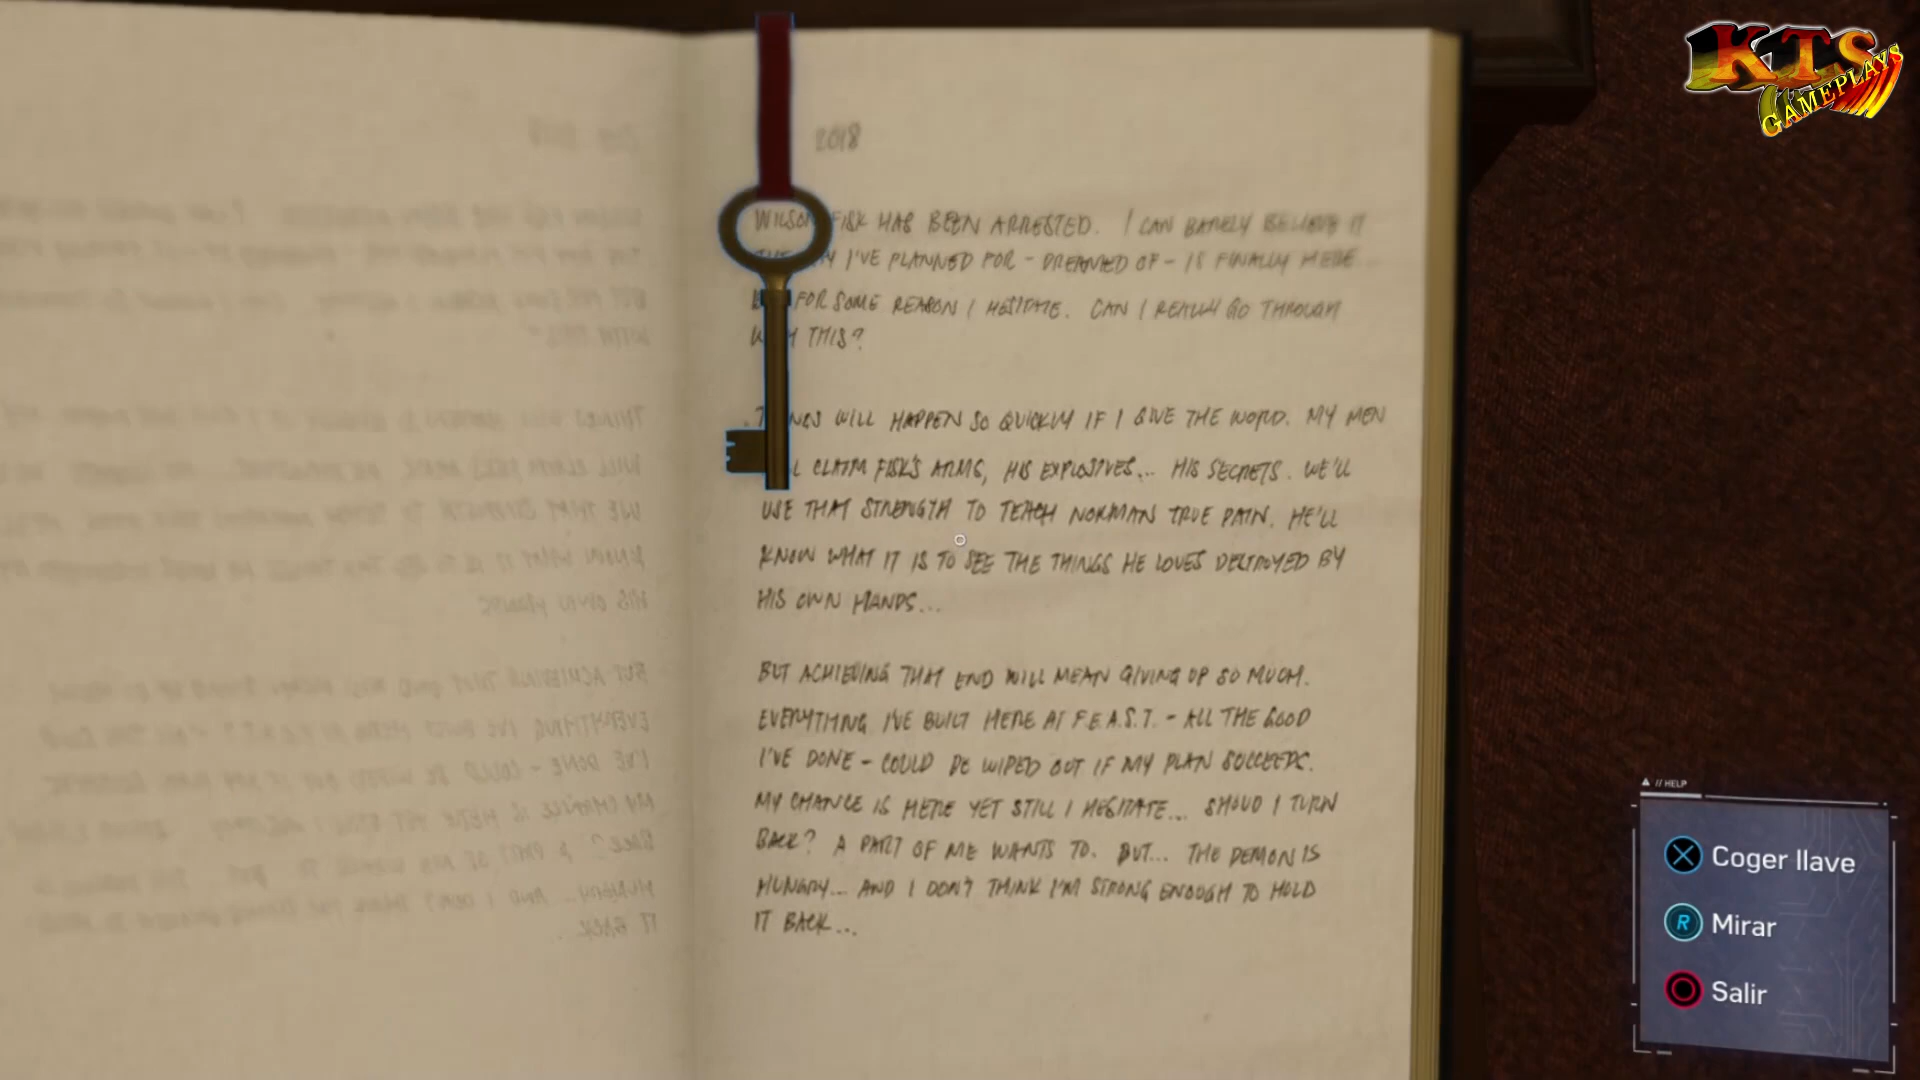 KTS
GAMEPLAYS
2018
WILSON FISK HAS BEEN ARRESTED. I CAN BARELY BELIEVE IT
I'VE PLANNED FOR - DREAMED OF - IS FINALLY HERE...
FOR SOME REASON I HESITATE. CAN I REALLY GO THROUGH
WITH THIS?
THINGS WILL HAPPEN SO QUICKLY IF I GIVE THE WORD. MY MEN
CLAIM FISK'S ARMS, HIS EXPLOSIVES... HIS SECRETS. WE'LL
USE THAT STRENGTH TO TEACH NORMAN TRUE PAIN. HE'LL
KNOW WHAT IT IS TO SEE THE THINGS HE LOVES DESTROYED BY
HIS OWN HANDS...
BUT ACHIEVING THAT END WILL MEAN GIVING UP SO MUCH.
EVERYTHING I'VE BUILT HERE AT F.E.A.S.T. - ALL THE GOOD
I'VE DONE - COULD BE WIPED OUT IF MY PLAN SUCCEEDS.
MY CHANCE IS HERE YET STILL I HESITATE... SHOUD I TURN
BACK? A PART OF ME WANTS TO. BUT... THE DEMON IS
HUNGRY... AND I DON'T THINK I'M STRONG ENOUGH TO HOLD
IT BACK...
// HELP
Coger llave
R Mirar
Salir